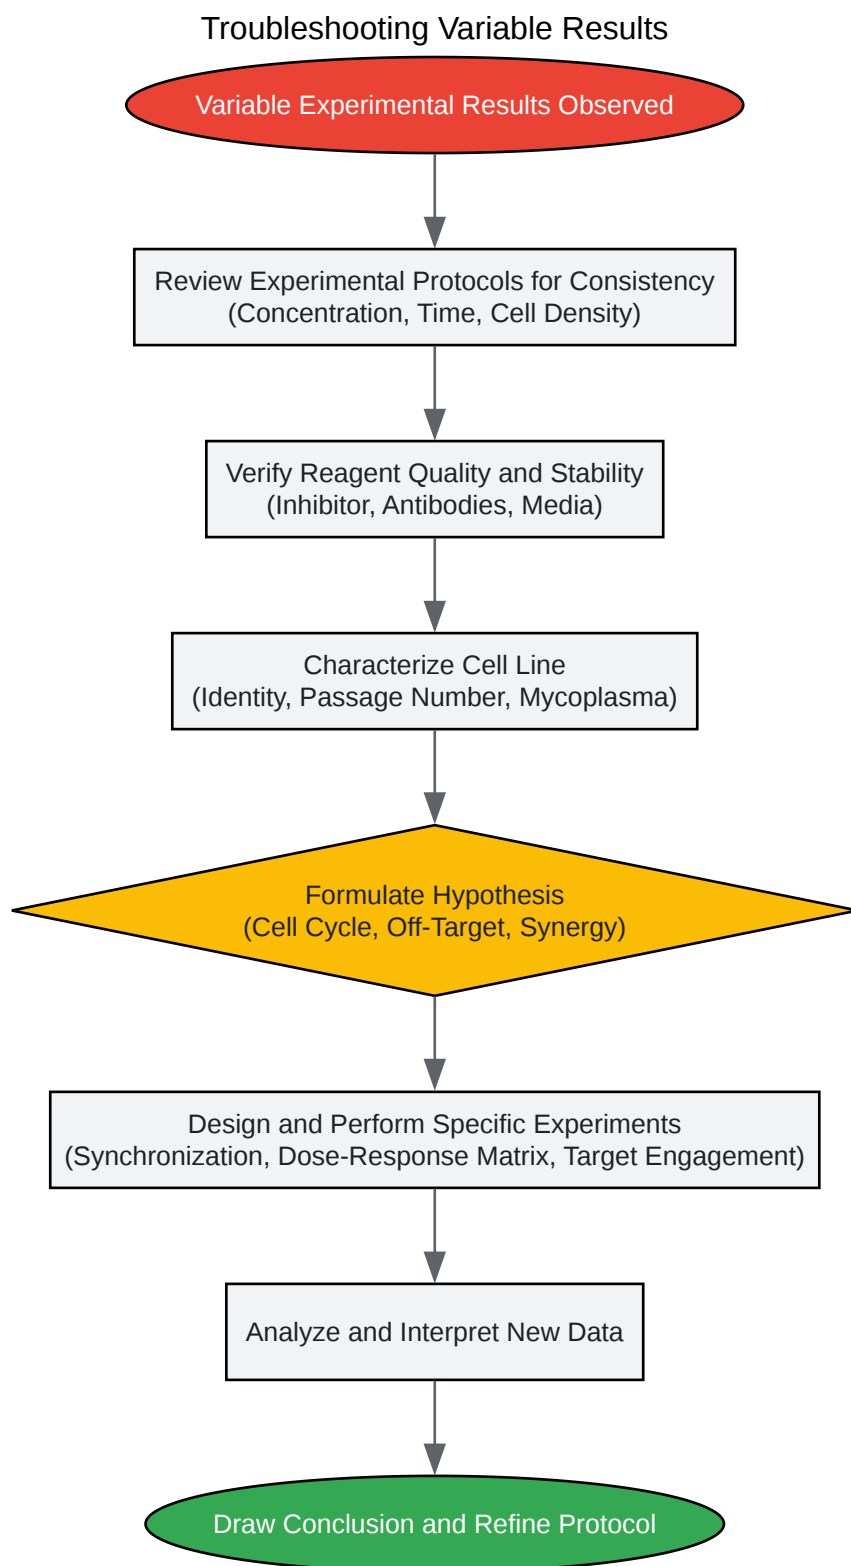 Troubleshooting Variable Results
Variable Experimental Results Observed
Review Experimental Protocols for Consistency
(Concentration, Time, Cell Density)
Verify Reagent Quality and Stability
(Inhibitor, Antibodies, Media)
Characterize Cell Line
(Identity, Passage Number, Mycoplasma)
Formulate Hypothesis
(Cell Cycle, Off-Target, Synergy)
Design and Perform Specific Experiments
(Synchronization, Dose-Response Matrix, Target Engagement)
Analyze and Interpret New Data
Draw Conclusion and Refine Protocol